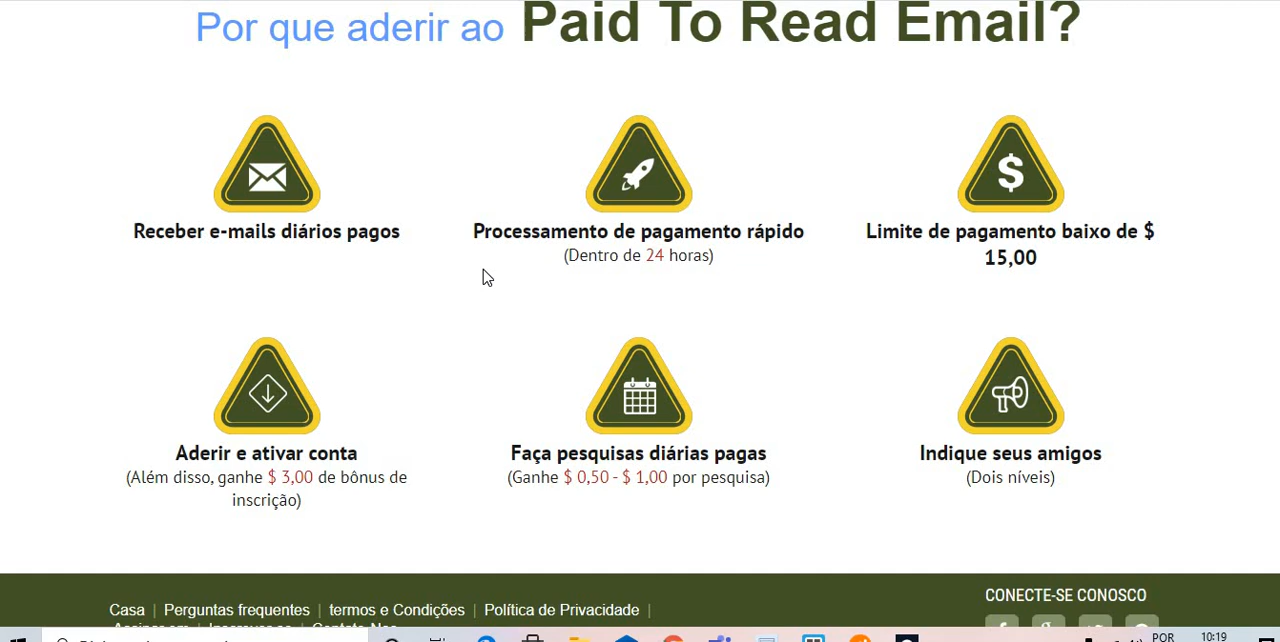 Por que aderir ao Paid To Read Email?
Receber e-mails diários pagos
Processamento de pagamento rápido
(Dentro de 24 horas)
Limite de pagamento baixo de $
15,00
Aderir e ativar conta
(Além disso, ganhe $ 3,00 de bônus de
inscrição)
Faça pesquisas diárias pagas
(Ganhe $ 0,50 - $ 1,00 por pesquisa)
Indique seus amigos
(Dois níveis)
CONECTE-SE CONOSCO
Casa | Perguntas frequentes | termos e Condições | Política de Privacidade |
POR
10:19